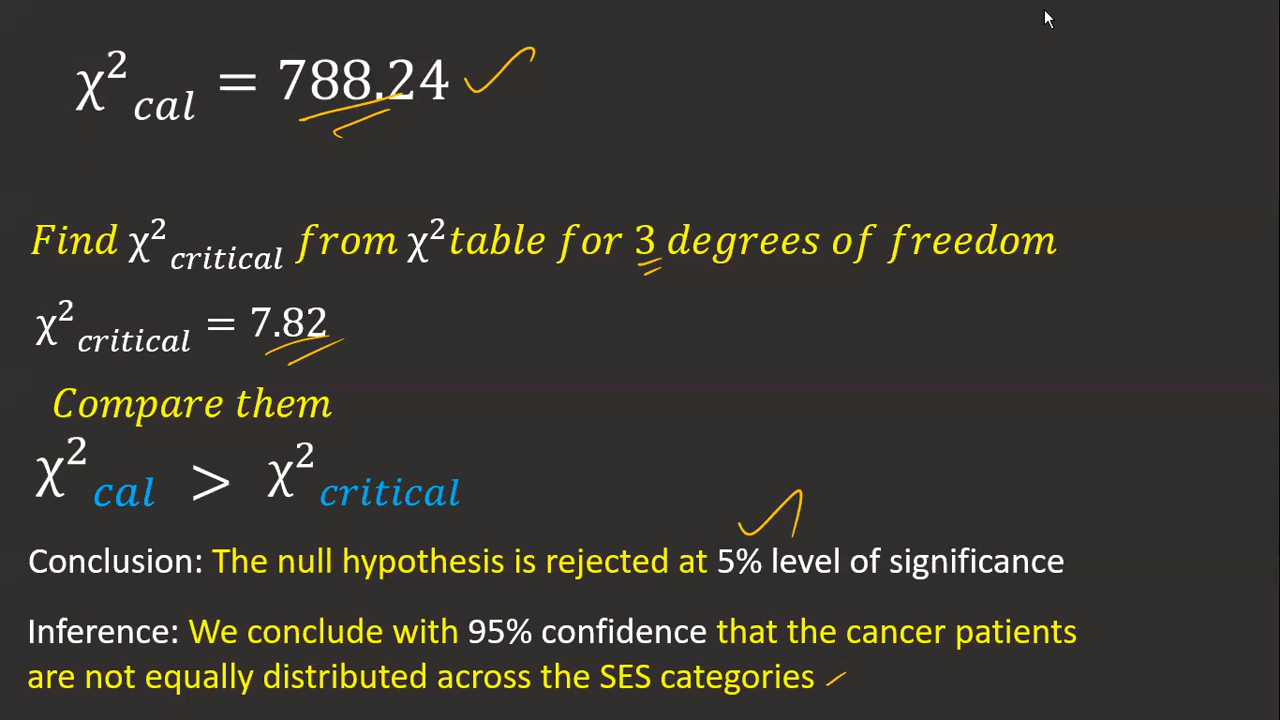 χ²cal = 788.24
Find χ²critical from χ² table for 3 degrees of freedom
χ²critical = 7.82
Compare them
χ²cal > χ²critical
Conclusion: The null hypothesis is rejected at 5% level of significance
Inference: We conclude with 95% confidence that the cancer patients
are not equally distributed across the SES categories